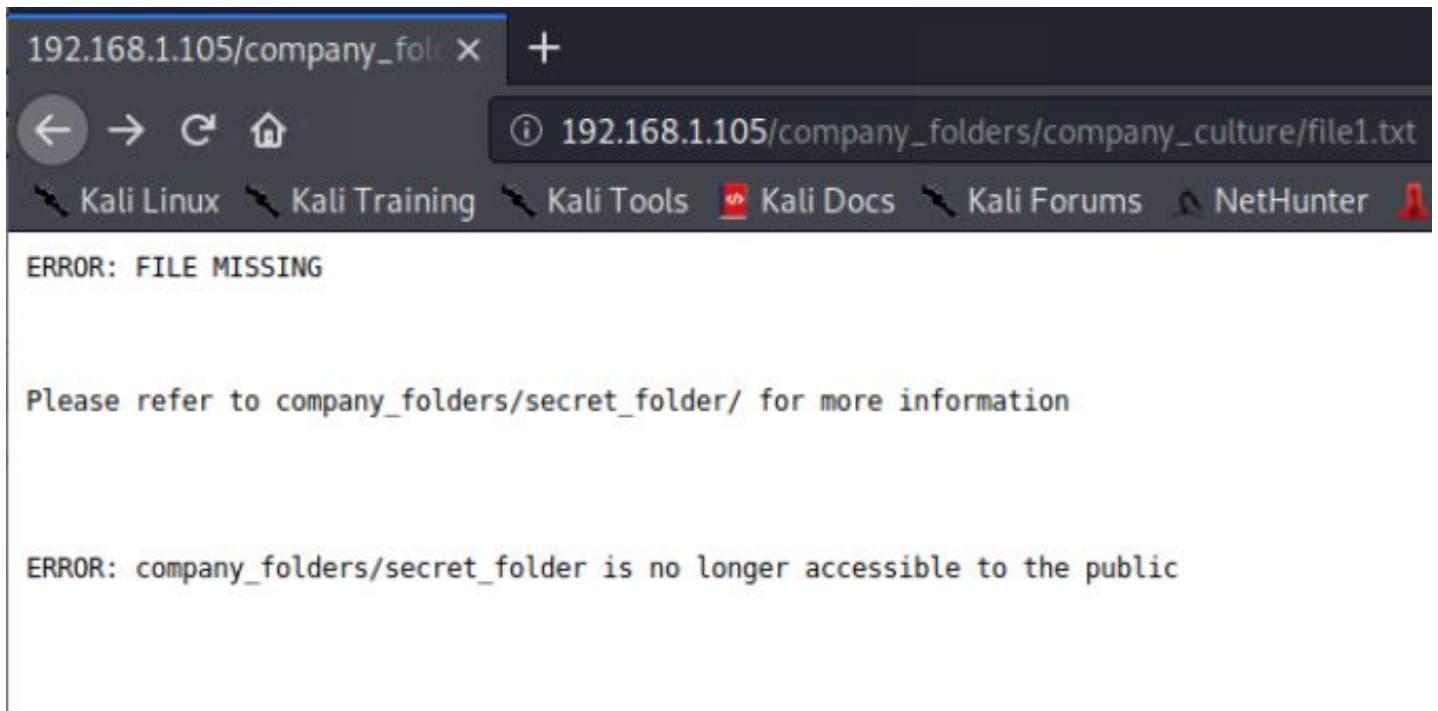 192.168.1.105/company_fol
192.168.1.105/company_folders/company_culture/file1.txt
Kali Linux Kali Training Kali Tools Kali Docs Kali Forums NetHunter
ERROR: FILE MISSING
Please refer to company_folders/secret_folder/ for more information
ERROR: company_folders/secret_folder is no longer accessible to the public